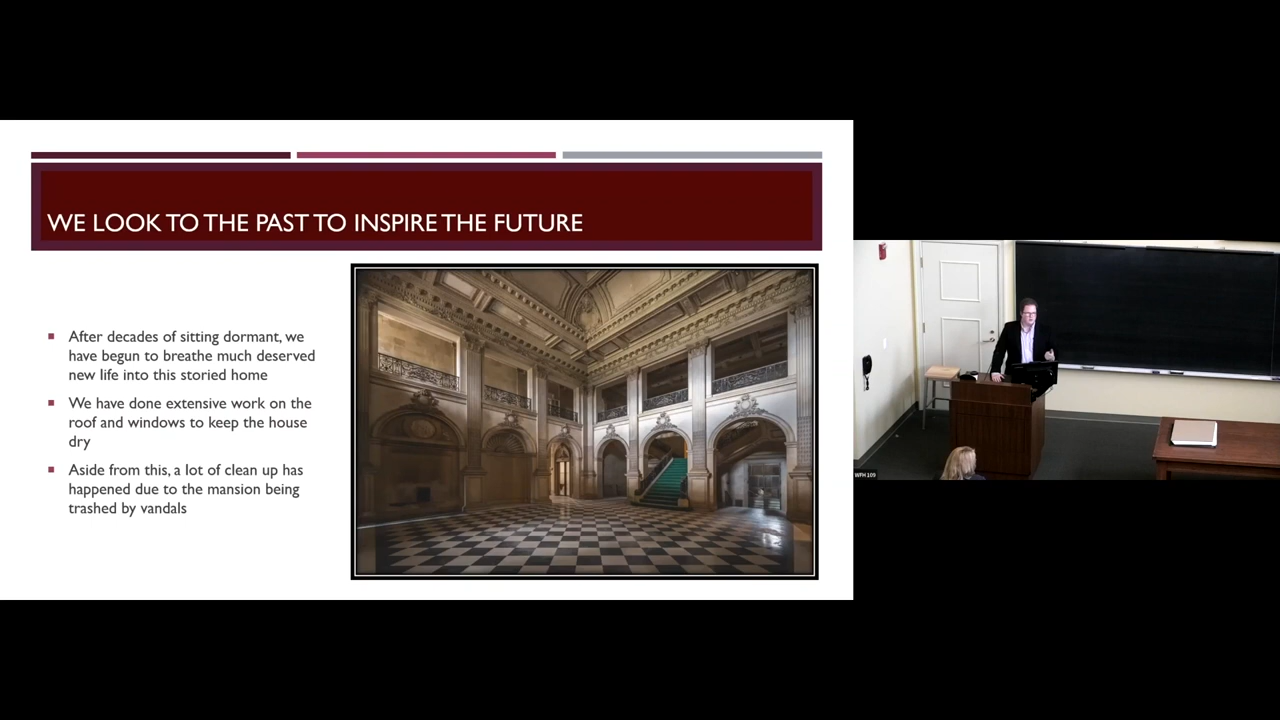 WE LOOK TO THE PAST TO INSPIRE THE FUTURE
After decades of sitting dormant, we
have begun to breathe much deserved
new life into this storied home
We have done extensive work on the
roof and windows to keep the house
dry
Aside from this, a lot of clean up has
happened due to the mansion being
trashed by vandals
WFH 109